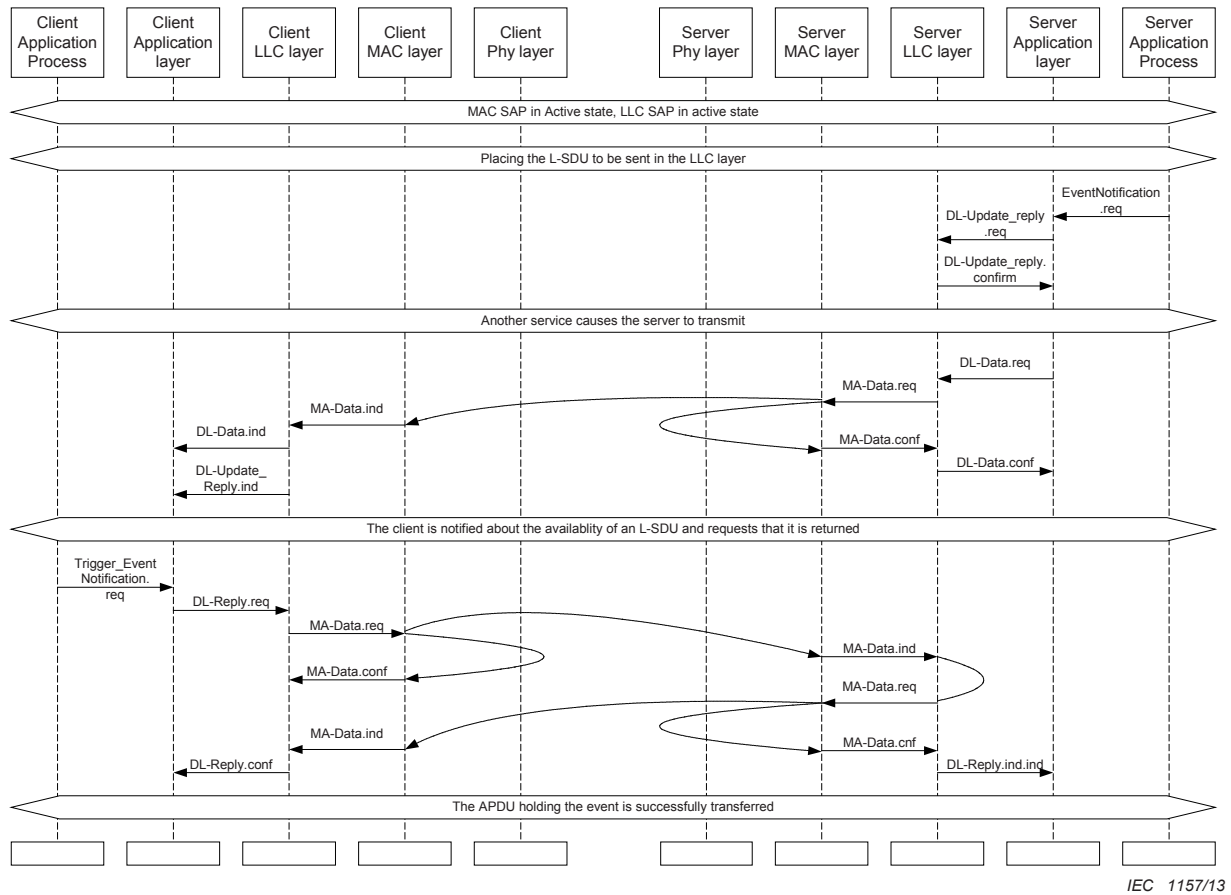 Client
Application
Process
Client
Application
layer
Client
LLC layer
Client
MAC layer
Client
Phy layer
Server
Phy layer
Server
MAC layer
Server
LLC layer
Server
Application
layer
Server
Application
Process
MAC SAP in Active state, LLC SAP in active state
Placing the L-SDU to be sent in the LLC layer
EventNotification
.req
DL-Update_reply
.req
DL-Update_reply.
confirm
Another service causes the server to transmit
DL-Data.req
MA-Data.req
MA-Data.ind
DL-Data.ind
MA-Data.conf
DL-Data.conf
DL-Update_
Reply.ind
The client is notified about the availablity of an L-SDU and requests that it is returned
Trigger_Event
Notification.
req
DL-Reply.req
MA-Data.req
MA-Data.ind
MA-Data.conf
MA-Data.req
MA-Data.ind
MA-Data.cnf
DL-Reply.conf
DL-Reply.ind.ind
The APDU holding the event is successfully transferred
IEC 1157/13